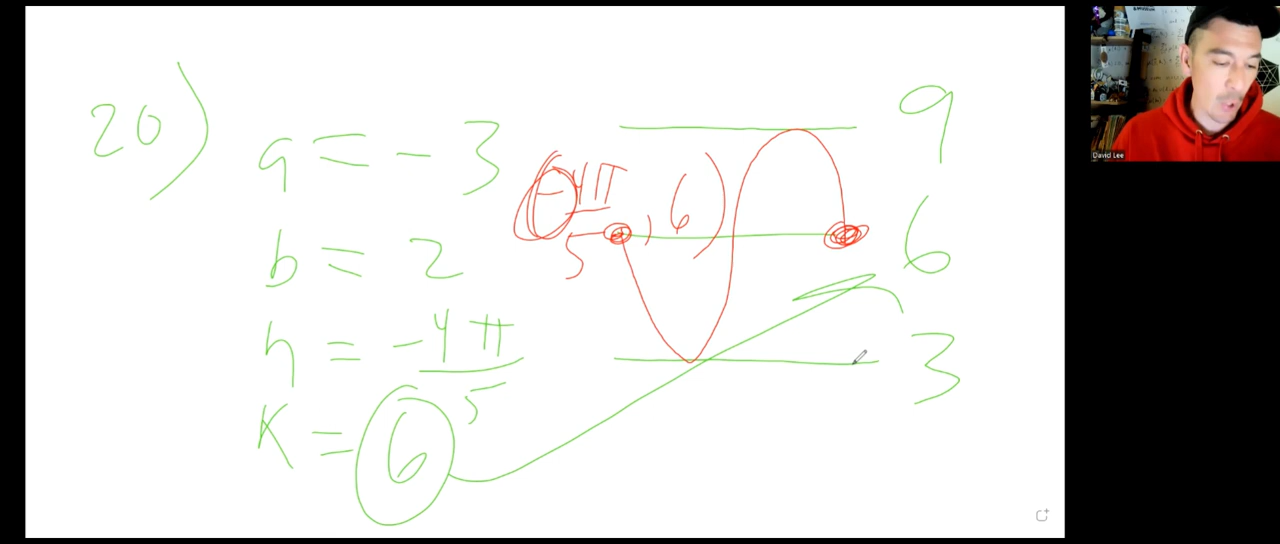 20)
a = -3
b = 2
h = -4π/5
k = 6
(-4π/5, 6)
9
6
3
David Lee